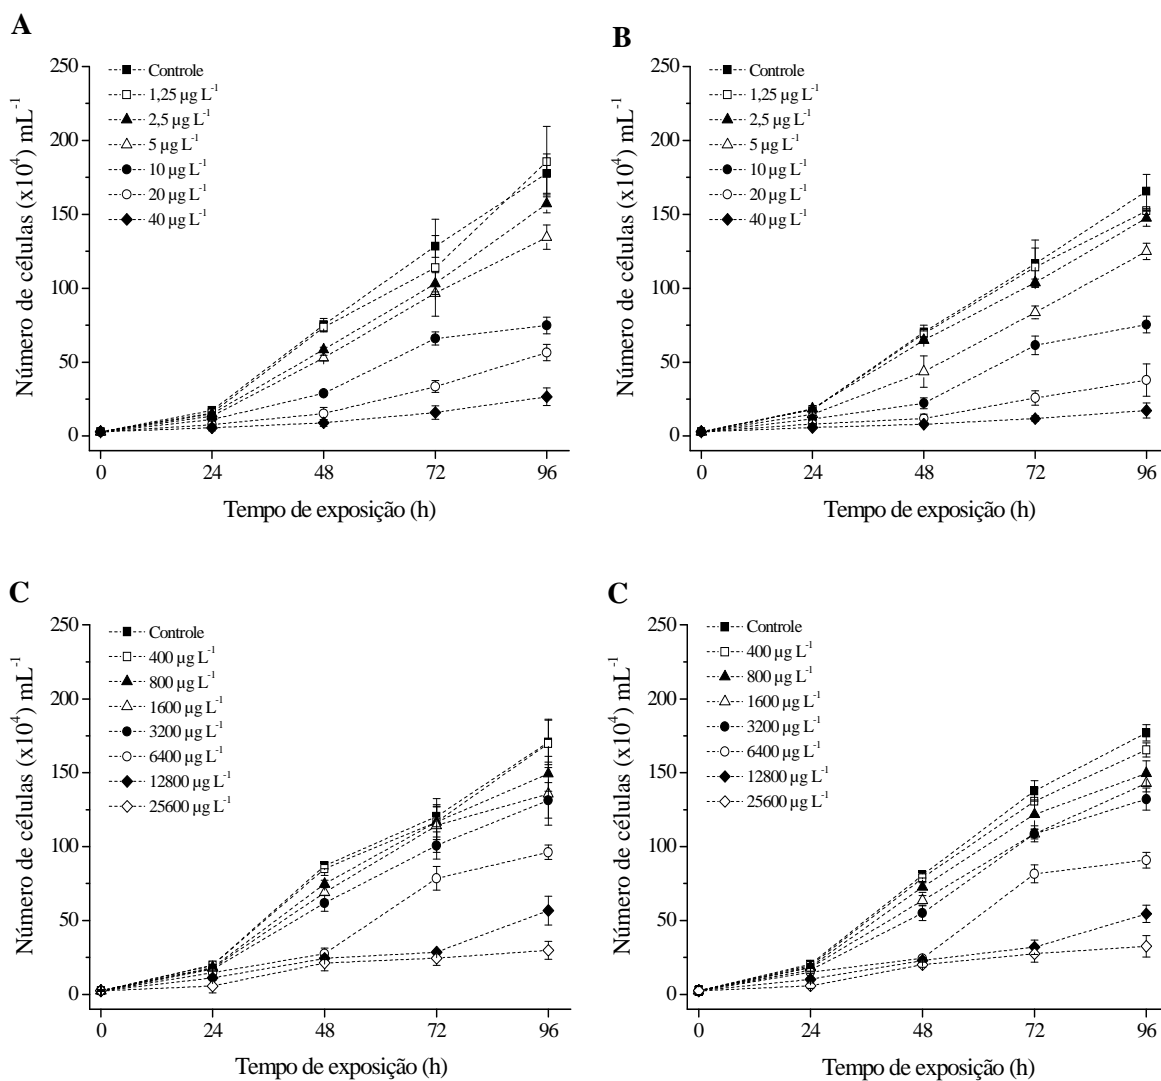 A
250
200
150
100
50
0
Número de células (x10⁴) mL⁻¹
Controle
1,25 µg L⁻¹
2,5 µg L⁻¹
5 µg L⁻¹
10 µg L⁻¹
20 µg L⁻¹
40 µg L⁻¹
0 24 48 72 96
Tempo de exposição (h)
B
250
200
150
100
50
0
Número de células (x10⁴) mL⁻¹
Controle
1,25 µg L⁻¹
2,5 µg L⁻¹
5 µg L⁻¹
10 µg L⁻¹
20 µg L⁻¹
40 µg L⁻¹
0 24 48 72 96
Tempo de exposição (h)
C
250
200
150
100
50
0
Número de células (x10⁴) mL⁻¹
Controle
400 µg L⁻¹
800 µg L⁻¹
1600 µg L⁻¹
3200 µg L⁻¹
6400 µg L⁻¹
12800 µg L⁻¹
25600 µg L⁻¹
0 24 48 72 96
Tempo de exposição (h)
C
250
200
150
100
50
0
Número de células (x10⁴) mL⁻¹
Controle
400 µg L⁻¹
800 µg L⁻¹
1600 µg L⁻¹
3200 µg L⁻¹
6400 µg L⁻¹
12800 µg L⁻¹
25600 µg L⁻¹
0 24 48 72 96
Tempo de exposição (h)